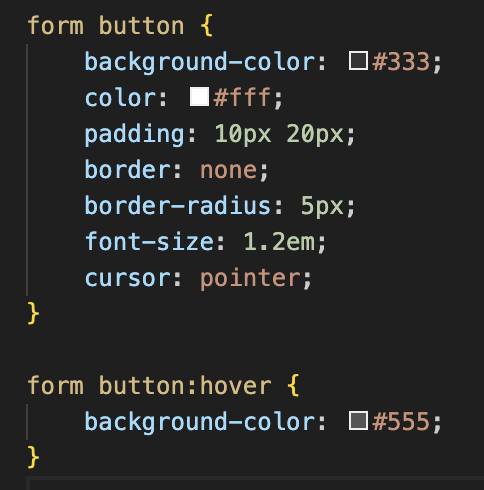 form button {
    background-color: #333;
    color: #fff;
    padding: 10px 20px;
    border: none;
    border-radius: 5px;
    font-size: 1.2em;
    cursor: pointer;
}

form button:hover {
    background-color: #555;
}